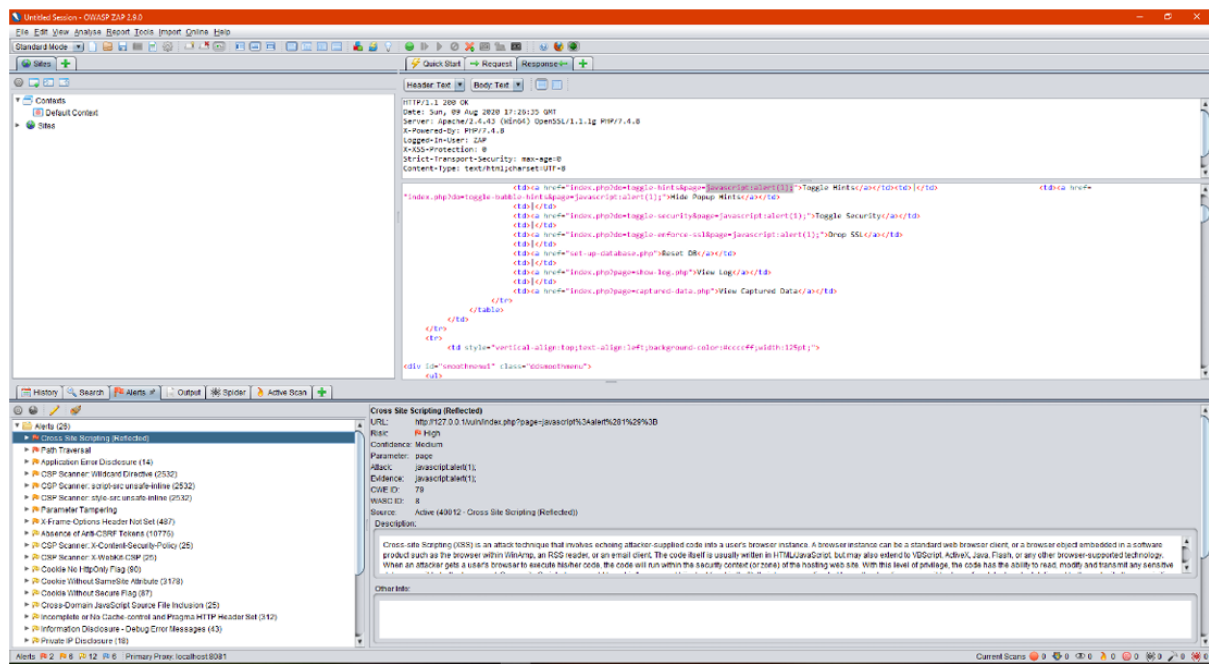 Untitled Session - OWASP ZAP 2.9.0
File Edit View Analyse Report Tools Import Online Help
Standard Mode
Sites
Quick Start Request Response
Header: Text Body: Text
Contexts
Default Context
Sites
HTTP/1.1 200 OK
Date: Sun, 09 Aug 2020 17:26:35 GMT
Server: Apache/2.4.43 (Win64) OpenSSL/1.1.1g PHP/7.4.8
X-Powered-By: PHP/7.4.8
Logged-In-User: ZAP
X-XSS-Protection: 0
Strict-Transport-Security: max-age=0
Content-Type: text/html;charset=UTF-8
<td><a href="index.php?do=toggle-hints&page=javascript:alert(1);">Toggle Hints</a></td><td>|</td> <td><a href=
"index.php?do=toggle-bubble-hints&page=javascript:alert(1);">Hide Popup Hints</a></td>
<td>|</td>
<td><a href="index.php?do=toggle-security&page=javascript:alert(1);">Toggle Security</a></td>
<td>|</td>
<td><a href="index.php?do=toggle-enforce-ssl&page=javascript:alert(1);">Drop SSL</a></td>
<td>|</td>
<td><a href="set-up-database.php">Reset DB</a></td>
<td>|</td>
<td><a href="index.php?page=show-log.php">View Log</a></td>
<td>|</td>
<td><a href="index.php?page=captured-data.php">View Captured Data</a></td>
</tr>
</table>
</td>
</tr>
<tr>
<td style="vertical-align:top;text-align:left;background-color:#ccccff;width:125pt;">
<div id="smoothmenu1" class="ddsmoothmenu">
<ul>
History Search Alerts Output Spider Active Scan
Alerts (26)
Cross Site Scripting (Reflected)
Path Traversal
Application Error Disclosure (14)
CSP Scanner: Wildcard Directive (2532)
CSP Scanner: script-src unsafe-inline (2532)
CSP Scanner: style-src unsafe-inline (2532)
Parameter Tampering
X-Frame-Options Header Not Set (487)
Absence of Anti-CSRF Tokens (10776)
CSP Scanner: X-Content-Security-Policy (25)
CSP Scanner: X-WebKit-CSP (25)
Cookie No HttpOnly Flag (90)
Cookie Without SameSite Attribute (3178)
Cookie Without Secure Flag (87)
Cross-Domain JavaScript Source File Inclusion (25)
Incomplete or No Cache-control and Pragma HTTP Header Set (312)
Information Disclosure - Debug Error Messages (43)
Private IP Disclosure (18)
Cross Site Scripting (Reflected)
URL: http://127.0.0.1/vuln/index.php?page=javascript%3Aalert%281%29%3B
Risk: High
Confidence: Medium
Parameter: page
Attack: javascript:alert(1);
Evidence: javascript:alert(1);
CWE ID: 79
WASC ID: 8
Source: Active (40012 - Cross Site Scripting (Reflected))
Description:
Cross-site Scripting (XSS) is an attack technique that involves echoing attacker-supplied code into a user's browser instance. A browser instance can be a standard web browser client, or a browser object embedded in a software
product such as the browser within WinAmp, an RSS reader, or an email client. The code itself is usually written in HTML/JavaScript, but may also extend to VBScript, ActiveX, Java, Flash, or any other browser-supported technology.
When an attacker gets a user's browser to execute his/her code, the code will run within the security context (or zone) of the hosting web site. With this level of privilege, the code has the ability to read, modify and transmit any sensitive
Other Info:
Alerts 2 6 12 6 Primary Proxy: localhost:8081
Current Scans 0 0 0 0 0 0 0 0